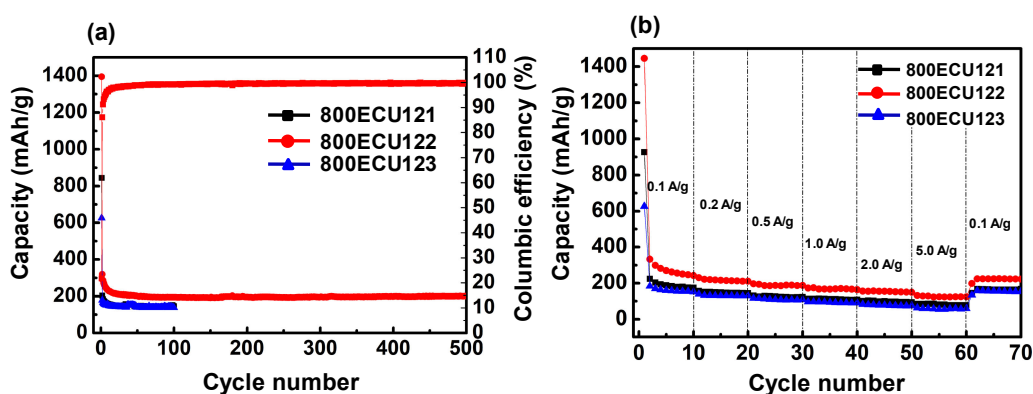 (a)
Capacity (mAh/g)
1400
1200
1000
800
600
400
200
0
110
100
90
80
70
60
50
40
30
20
10
0
Columbic efficiency (%)
800ECU121
800ECU122
800ECU123
0 100 200 300 400 500
Cycle number
(b)
Capacity (mAh/g)
1400
1200
1000
800
600
400
200
0
800ECU121
800ECU122
800ECU123
0.1 A/g
0.2 A/g
0.5 A/g
1.0 A/g
2.0 A/g
5.0 A/g
0.1 A/g
0 10 20 30 40 50 60 70
Cycle number